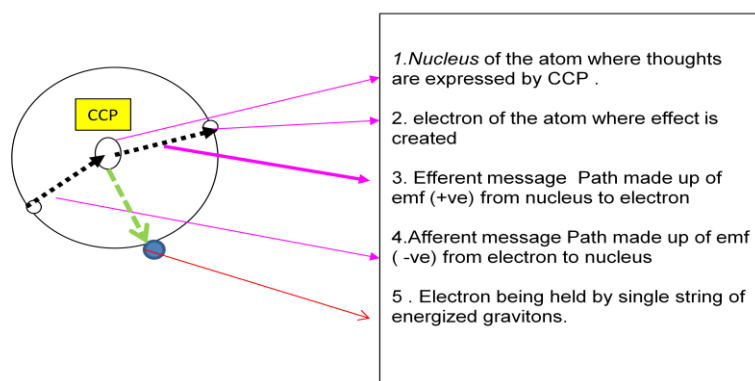 CCP
1.Nucleus of the atom where thoughts
are expressed by CCP .
2. electron of the atom where effect is
created
3. Efferent message Path made up of
emf (+ve) from nucleus to electron
4.Afferent message Path made up of emf
( -ve) from electron to nucleus
5 . Electron being held by single string of
energized gravitons.